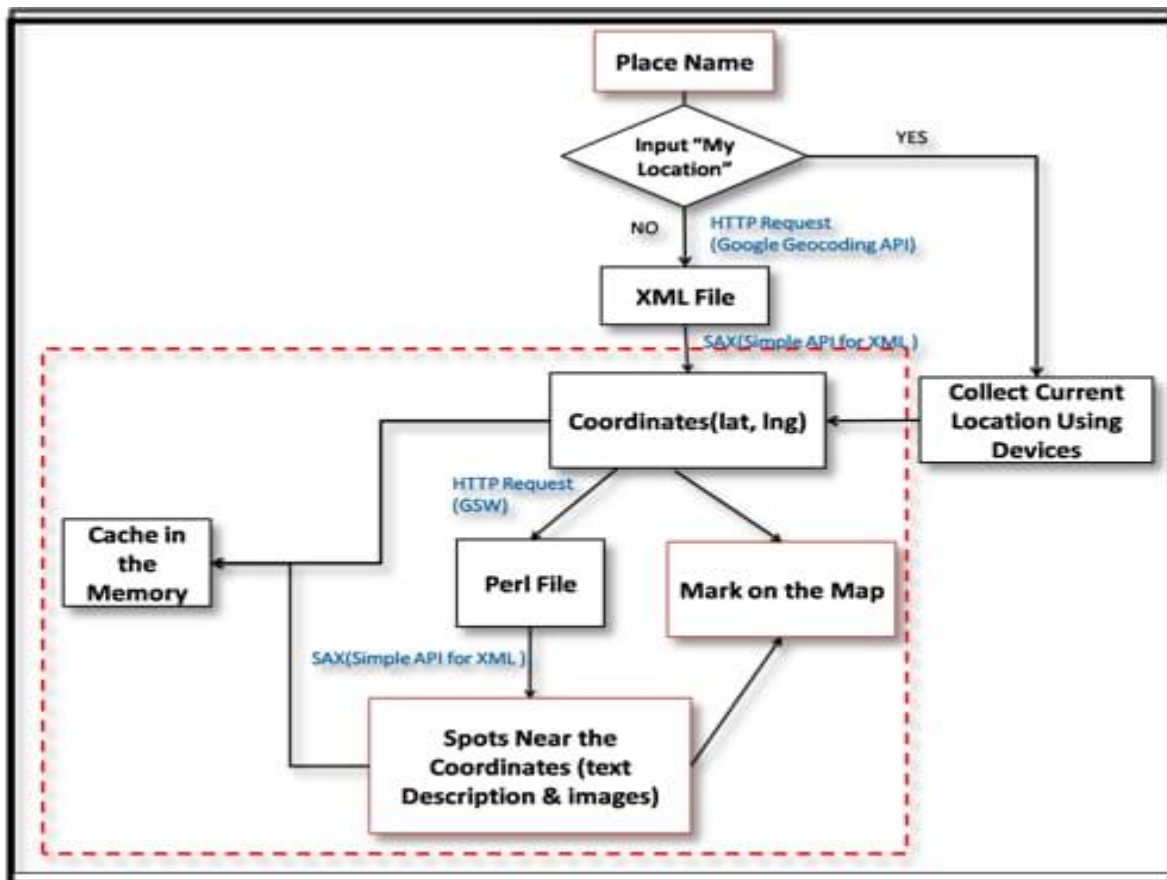 Place Name
Input "My
Location"
YES
NO
HTTP Request
(Google Geocoding API)
XML File
SAX(Simple API for XML )
Coordinates(lat, lng)
Collect Current
Location Using
Devices
HTTP Request
(GSW)
Cache in
the
Memory
Perl File
Mark on the Map
SAX(Simple API for XML )
Spots Near the
Coordinates (text
Description & images)